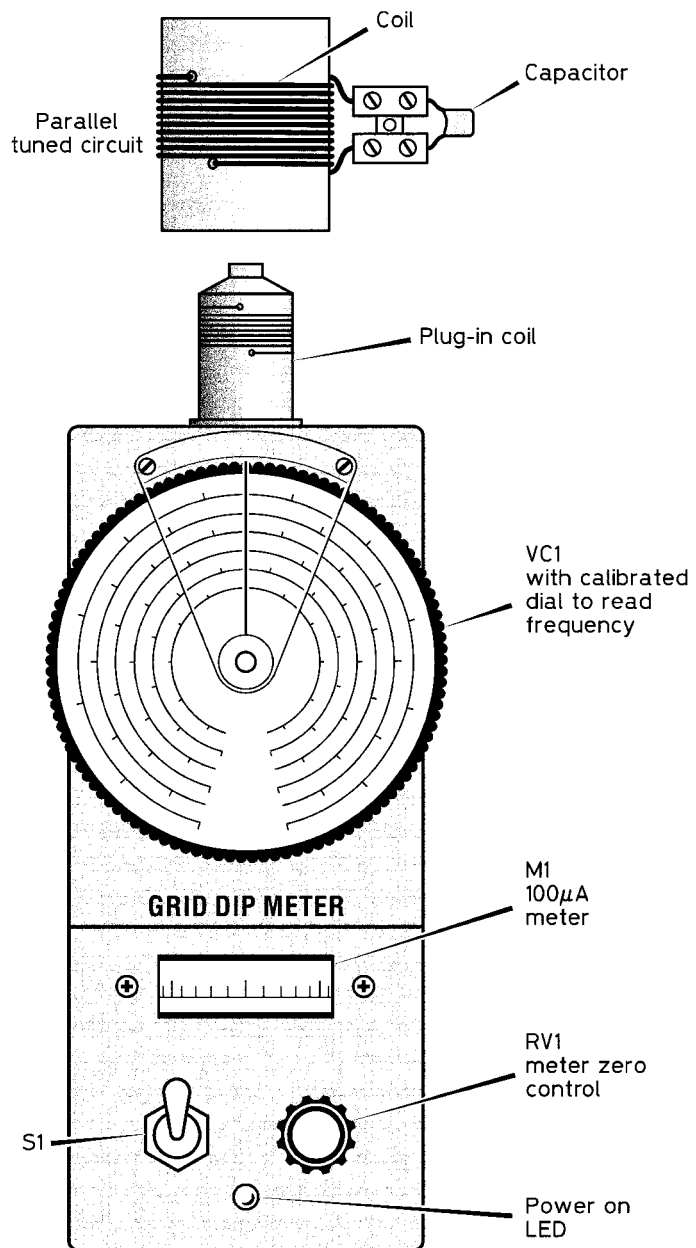 Coil
Capacitor
Parallel
tuned circuit
Plug-in coil
VC1
with calibrated
dial to read
frequency
M1
100μA
meter
GRID DIP METER
RV1
meter zero
control
S1
Power on
LED